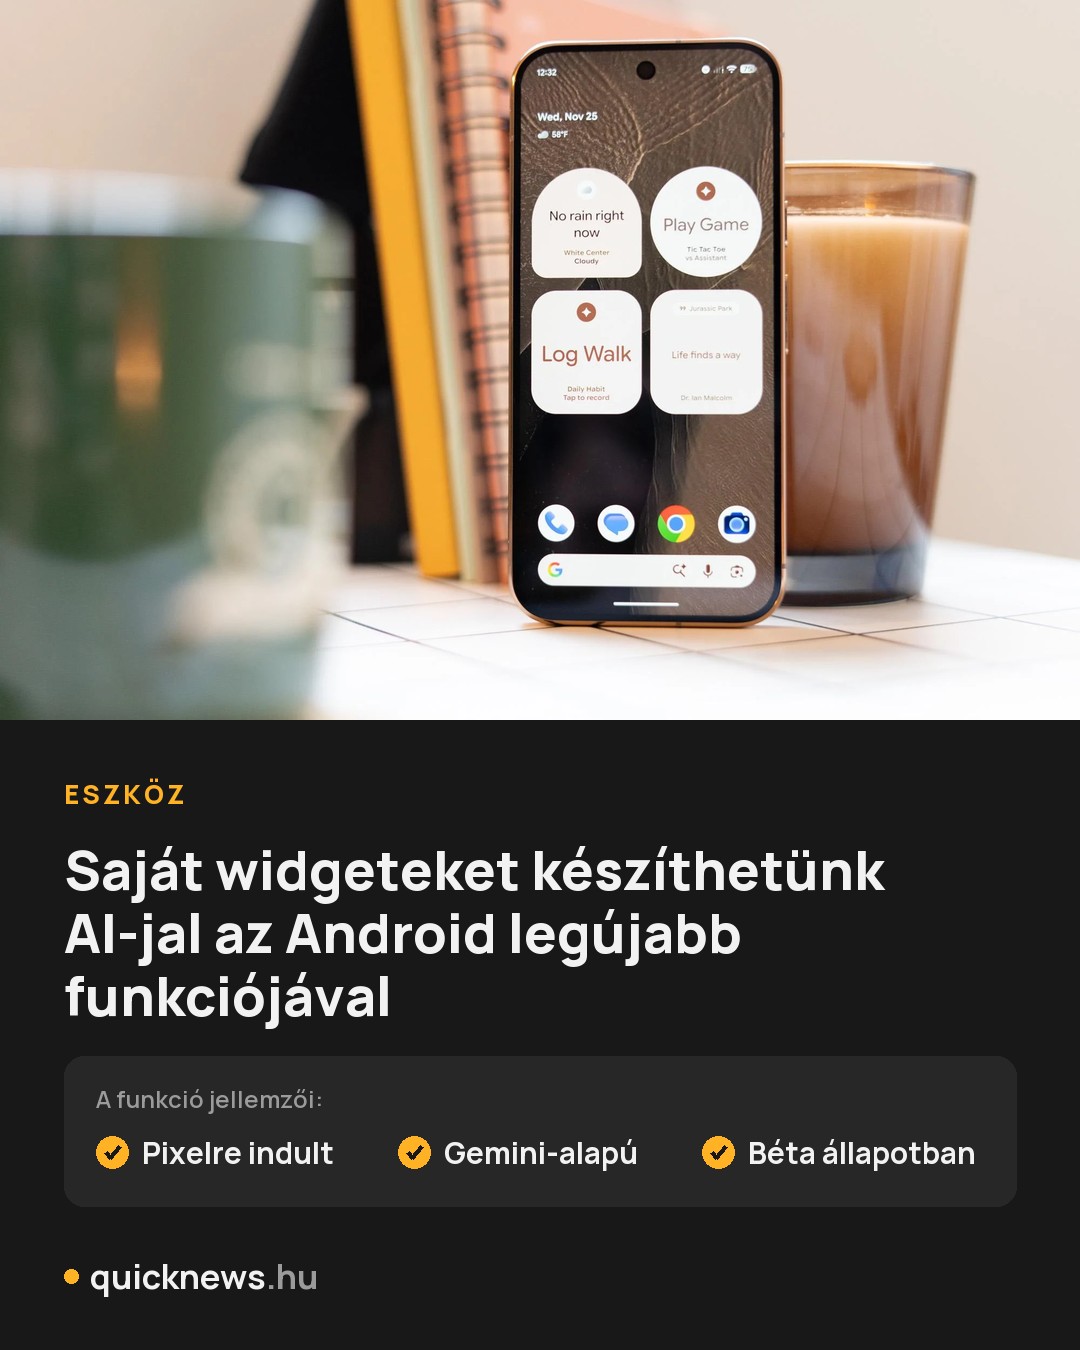 12:32
Wed, Nov 25
58°F
No rain right
now
White Center
Cloudy
Play Game
Tic Tac Toe
vs Assistant
Log Walk
Daily Habit
Tap to record
Jurassic Park
Life finds a way
Dr. Ian Malcolm
ESZKÖZ
Saját widgeteket készíthetünk
AI-jal az Android legújabb
funkciójával
A funkció jellemzői:
Pixelre indult
Gemini-alapú
Béta állapotban
quicknews.hu